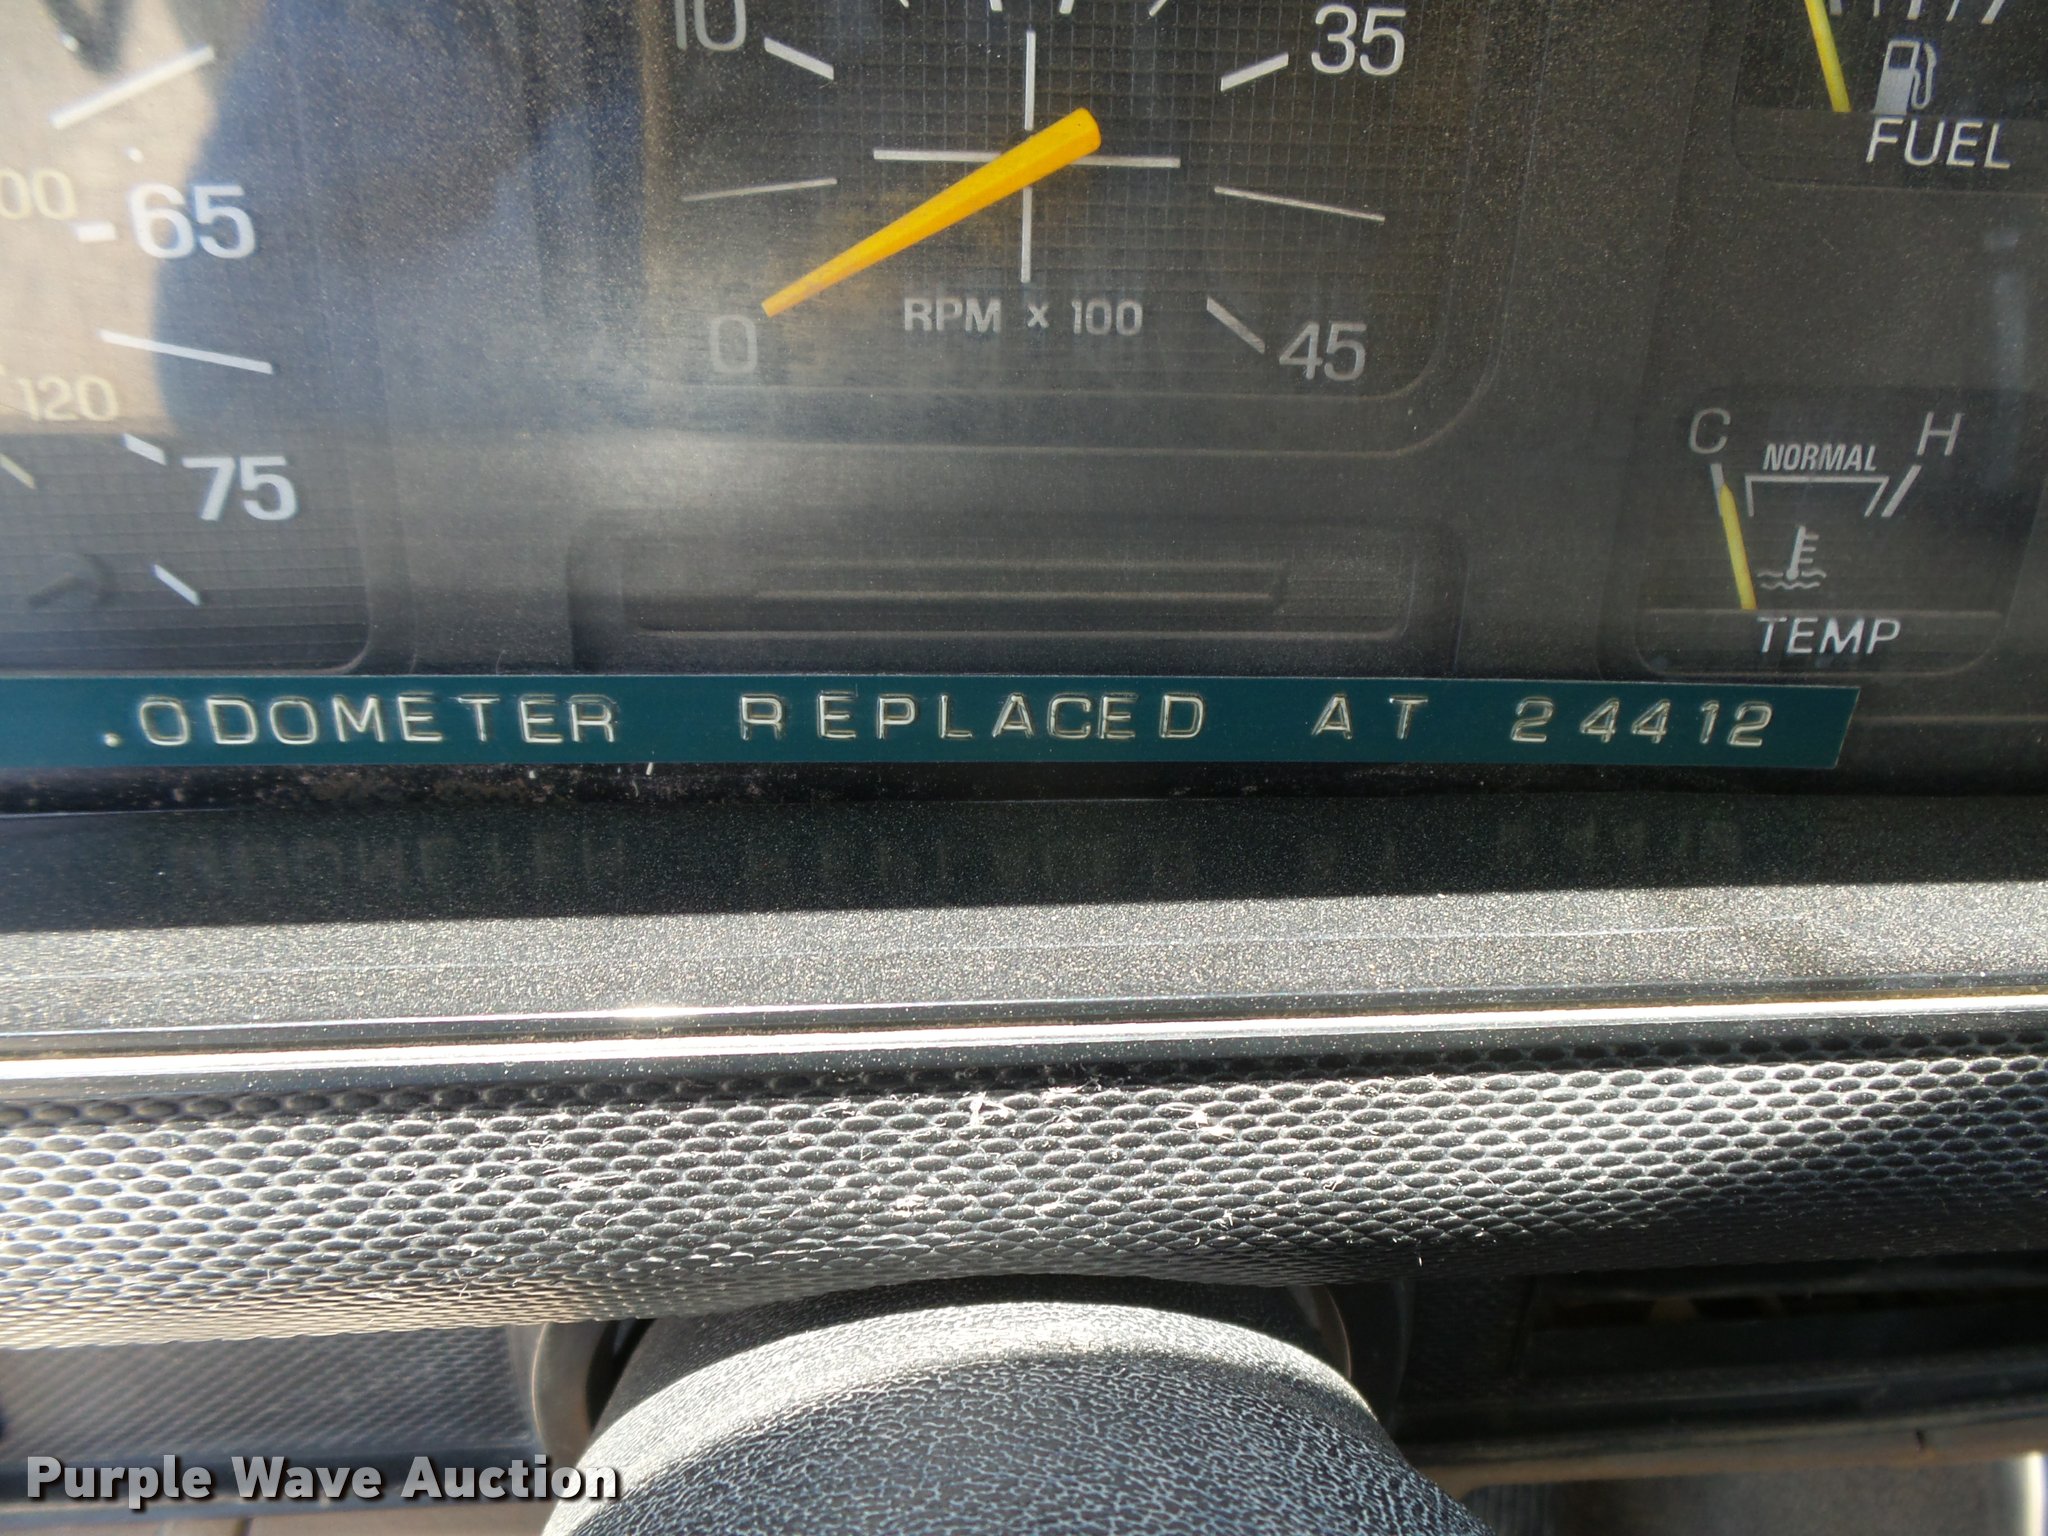 10
35
FUEL
65
0
RPM x 100
45
120
C
H
NORMAL
75
TEMP
.ODOMETER REPLACED AT 24412
Purple Wave Auction